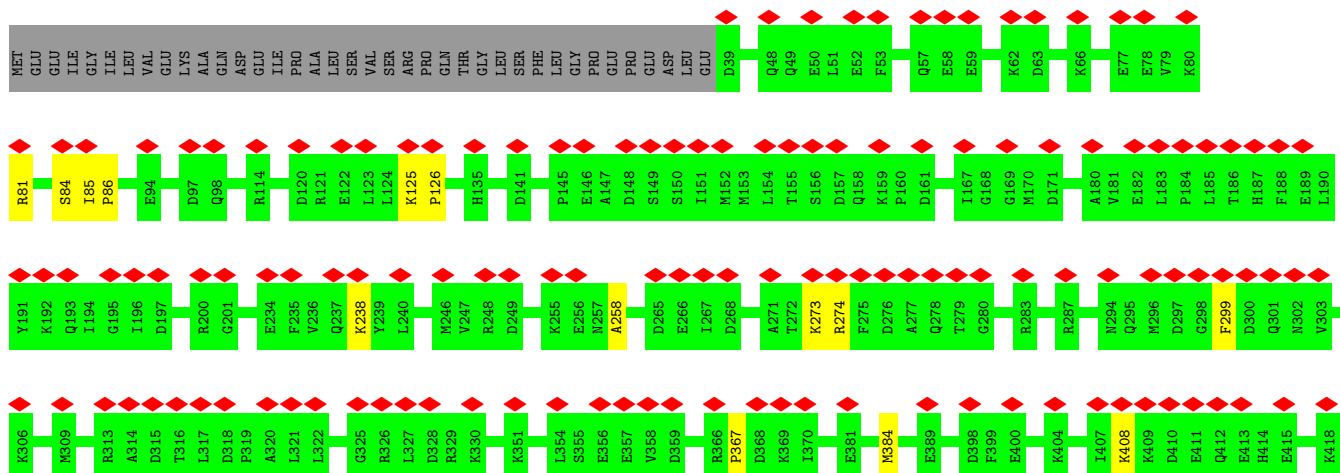 MET GLU GLU ILE GLY ILE LEU VAL GLU LYS ALA GLN ASP GLU ILE PRO ALA LEU SER VAL SER ARG PRO GLN THR GLY LEU SER PHE LEU GLY PRO GLU PRO GLU ASP LEU GLU D39 Q48 Q49 E50 L51 E52 F53 Q57 E58 E59 K62 D63 K66 E77 E78 V79 K80
R81 S84 I85 P86 E94 D97 Q98 R114 D120 R121 E122 L123 L124 K125 P126 H135 D141 P145 E146 A147 D148 S149 S150 I151 M152 M153 L154 T155 S156 D157 Q158 K159 P160 D161 I167 G168 G169 M170 D171 A180 V181 E182 L183 P184 L185 T186 H187 F188 E189 L190
Y191 K192 Q193 I194 G195 I196 D197 R200 G201 E234 F235 V236 Q237 K238 Y239 L240 M246 V247 R248 D249 K255 E256 N257 A258 D265 E266 I267 D268 A271 T272 K273 R274 F275 D276 A277 Q278 T279 G280 R283 R287 N294 Q295 M296 D297 G298 F299 D300 Q301 N302 V303
K306 M309 R313 A314 D315 T316 L317 D318 P319 A320 L321 L322 G325 R326 L327 D328 R329 K330 K351 L354 S355 E356 E357 V358 D359 R366 P367 D368 K369 I370 E381 M384 E389 D398 F399 E400 K404 I407 K408 K409 D410 E411 Q412 E413 H414 E415 K418